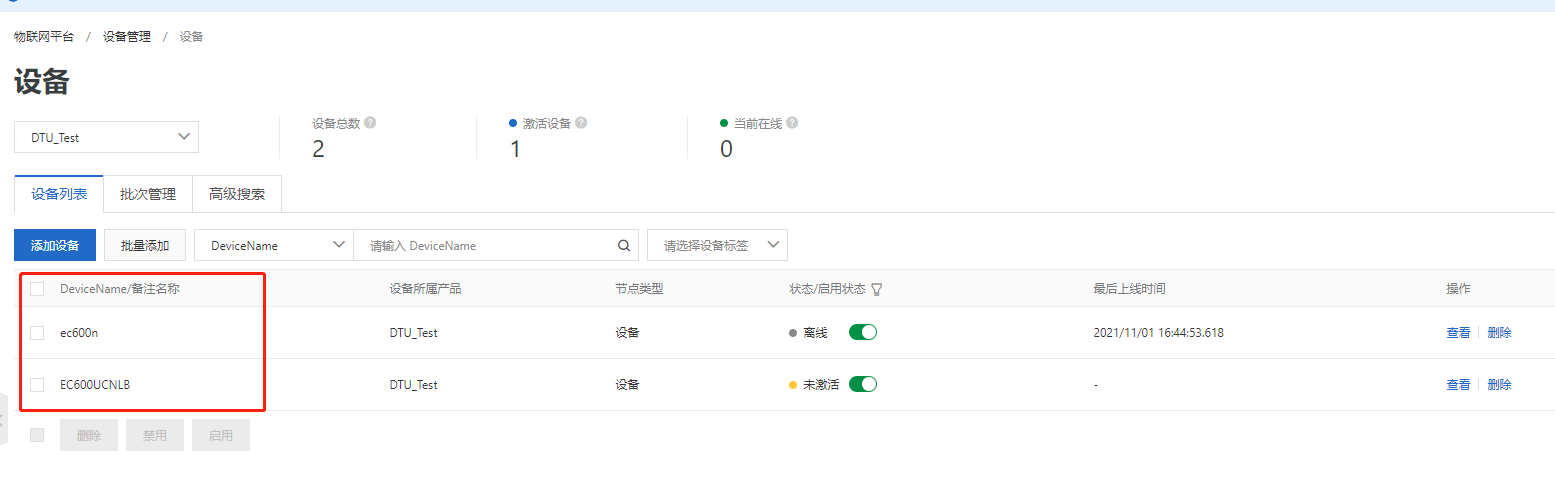 物联网平台 / 设备管理 / 设备
设备
DTU_Test
设备总数 ?
2
激活设备 ?
1
当前在线 ?
0
设备列表 批次管理 高级搜索
添加设备 批量添加 DeviceName 请输入 DeviceName 请选择设备标签
DeviceName/备注名称 设备所属产品 节点类型 状态/启用状态 最后上线时间 操作
ec600n DTU_Test 设备 离线 2021/11/01 16:44:53.618 查看 删除
EC600UCNLB DTU_Test 设备 未激活 - 查看 删除
删除 禁用 启用